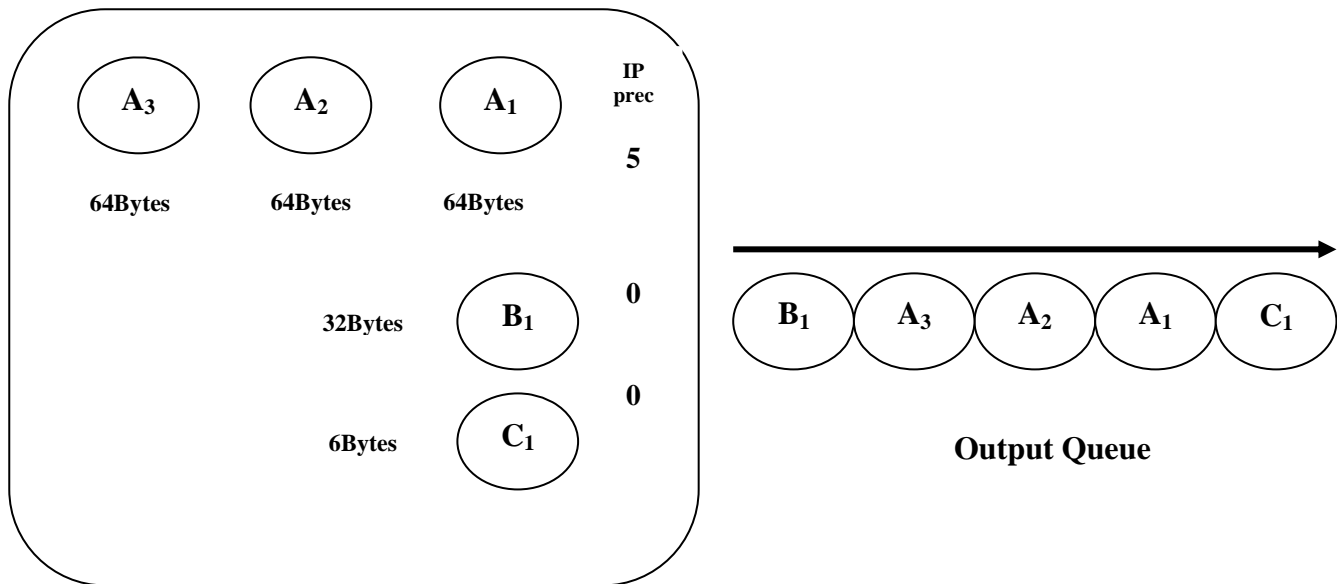 IP
prec
A3 A2 A1
5
64Bytes 64Bytes 64Bytes
0
32Bytes B1
B1 A3 A2 A1 C1
0
6Bytes C1
Output Queue